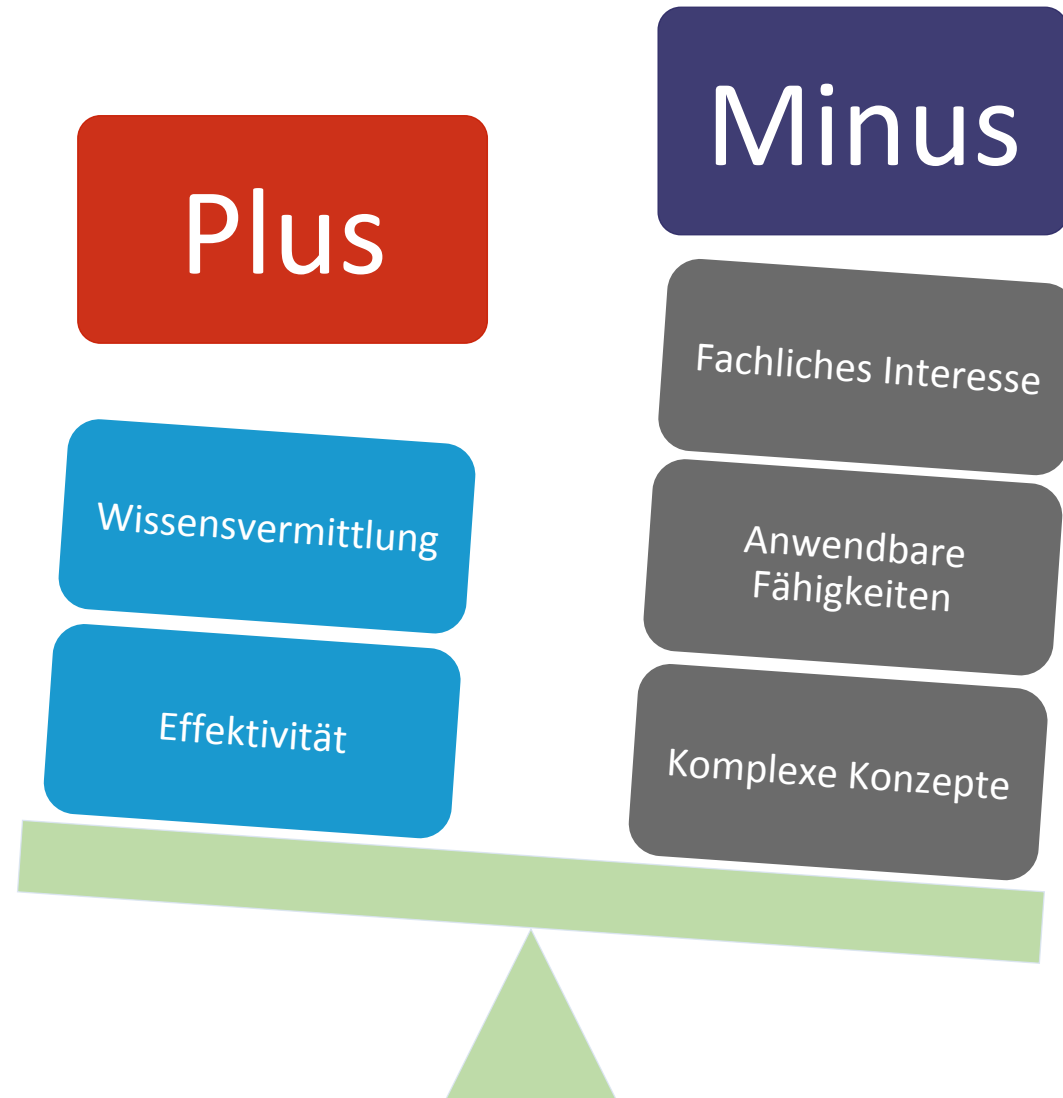 Plus
Wissensvermittlung
Effektivität
Minus
Fachliches Interesse
Anwendbare
Fähigkeiten
Komplexe Konzepte